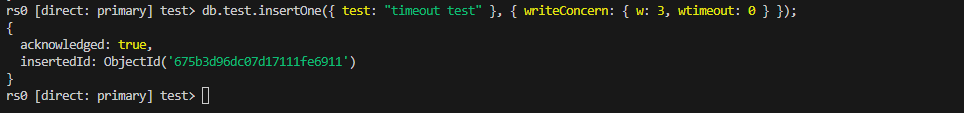 rs0 [direct: primary] test> db.test.insertOne({ test: "timeout test" }, { writeConcern: { w: 3, wtimeout: 0 } });
{
  acknowledged: true,
  insertedId: ObjectId('675b3d96dc07d17111fe6911')
}
rs0 [direct: primary] test>